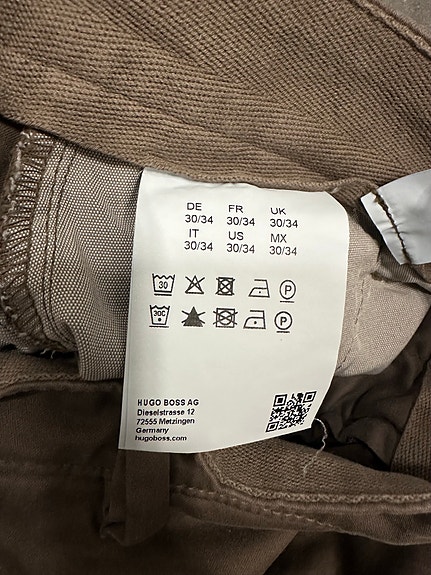 DE FR UK
30/34 30/34 30/34
IT US MX
30/34 30/34 30/34
30 P
30C P
HUGO BOSS AG
Dieselstrasse 12
72555 Metzingen
Germany
hugoboss.com